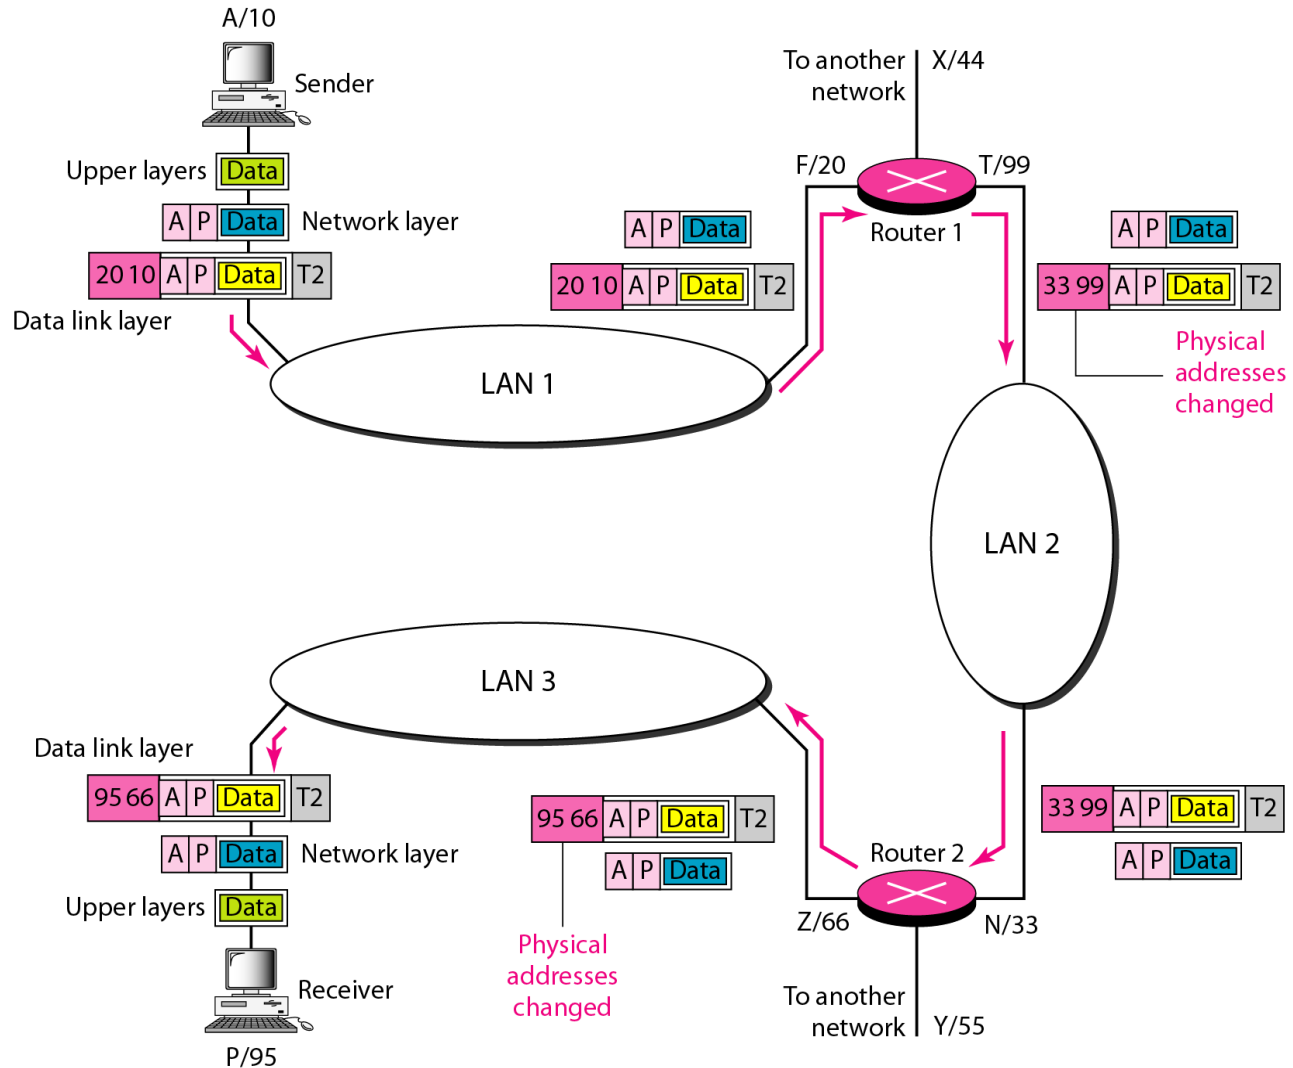 A/10
Sender
Upper layers
Data
A P Data
Network layer
20 10 A P Data T2
Data link layer
LAN 1
To another
network
X/44
F/20
T/99
Router 1
A P Data
20 10 A P Data T2
A P Data
33 99 A P Data T2
Physical
addresses
changed
LAN 2
LAN 3
Data link layer
95 66 A P Data T2
A P Data
Network layer
Upper layers
Data
Receiver
P/95
95 66 A P Data T2
A P Data
Physical
addresses
changed
Router 2
Z/66
N/33
33 99 A P Data T2
A P Data
To another
network
Y/55